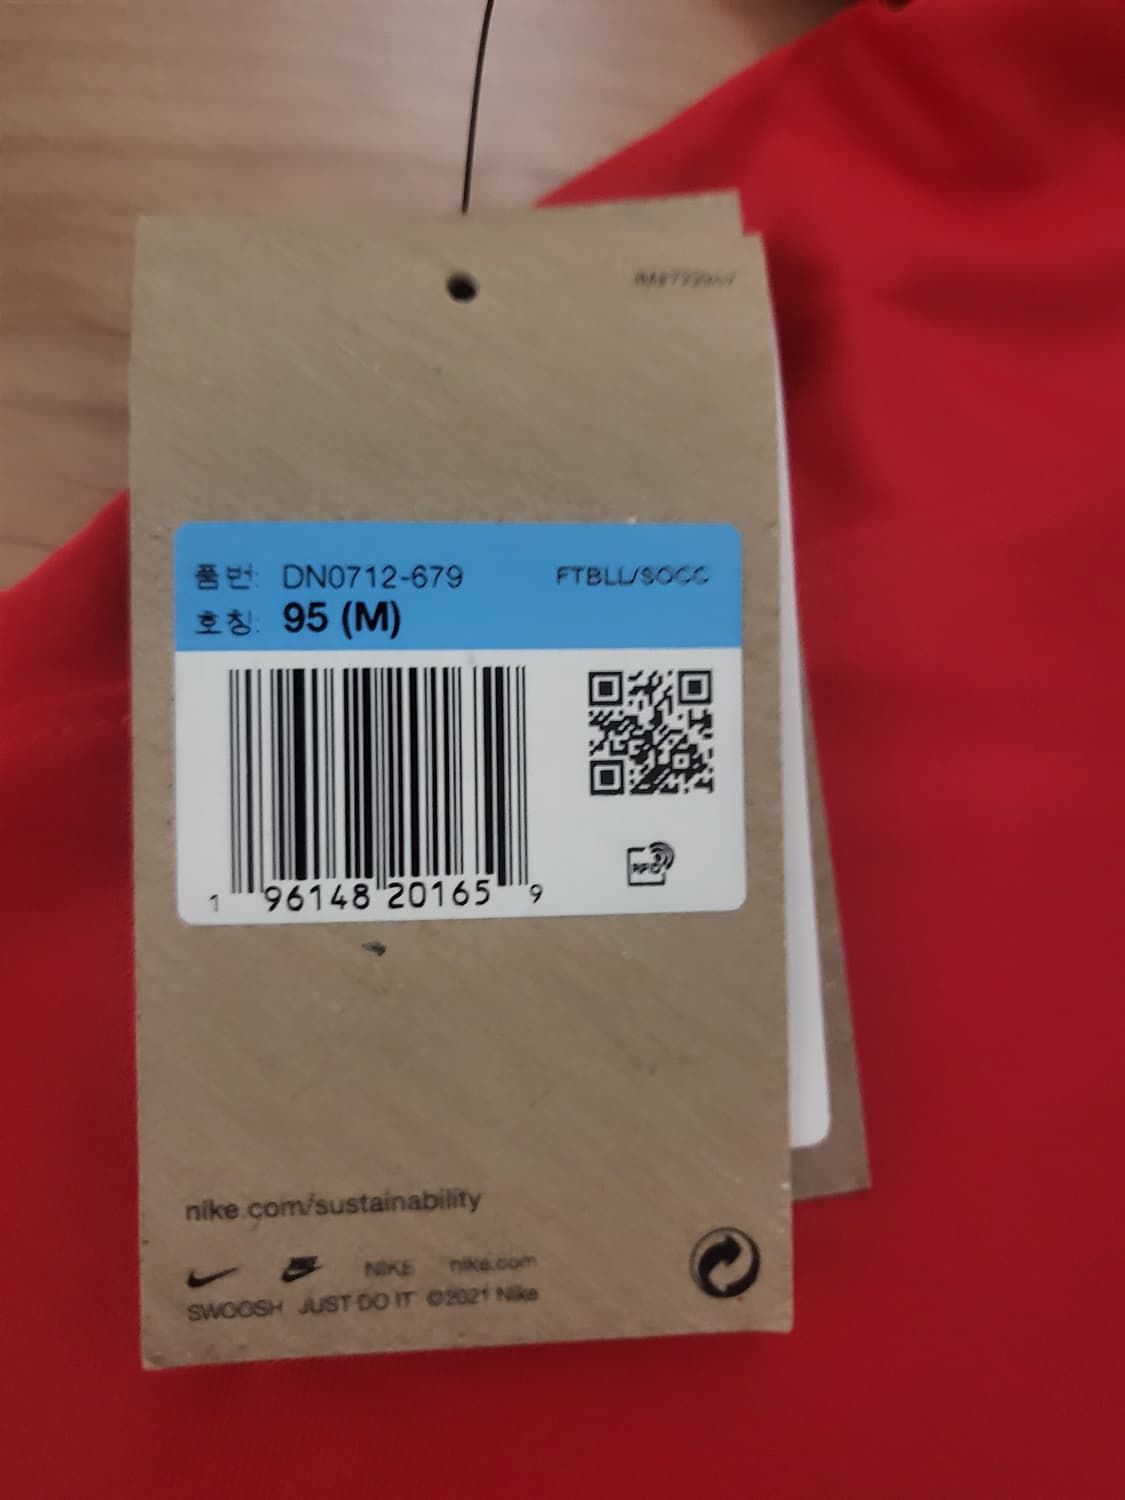 품번: DN0712-679 FTBLL/SOCC
호칭: 95 (M)
1 96148 20165 9
RFID
nike.com/sustainability
NIKE nike.com
SWOOSH JUST DO IT ©2021 Nike